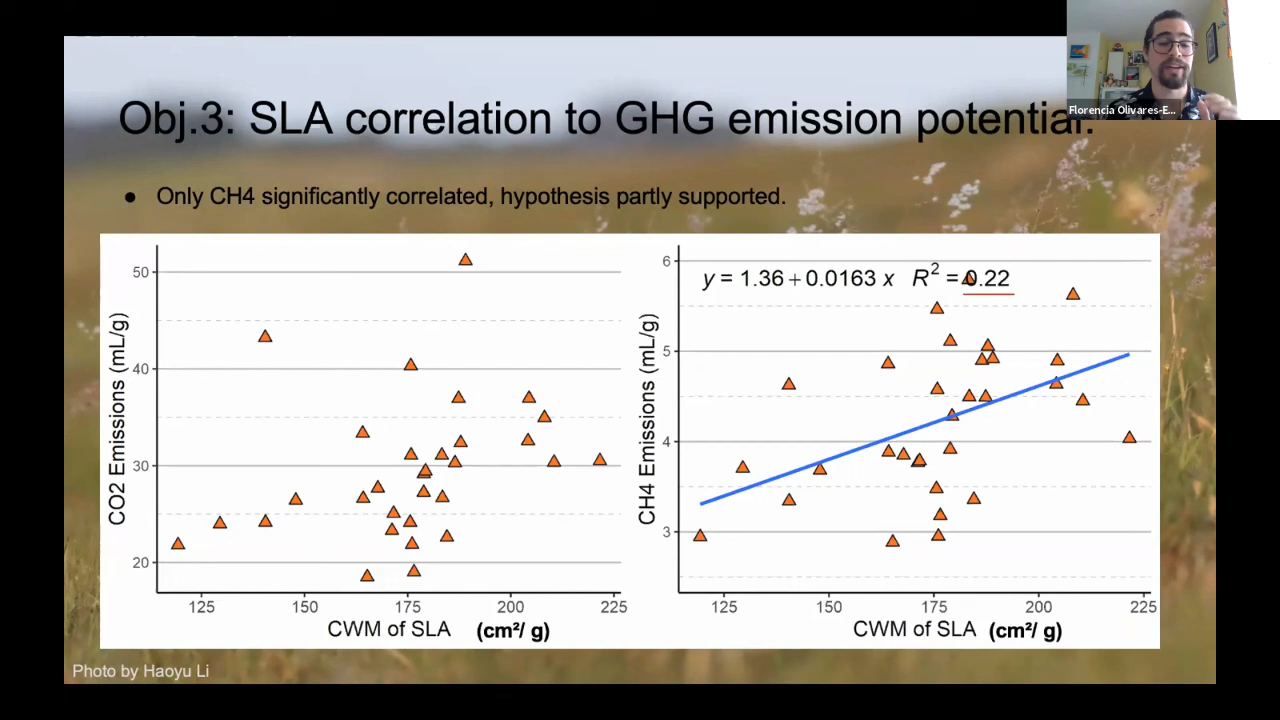 Florencia Olivares-E...
Obj.3: SLA correlation to GHG emission potential.
● Only CH4 significantly correlated, hypothesis partly supported.
CO2 Emissions (mL/g)
50
40
30
20
125 150 175 200 225
CWM of SLA (cm²/ g)
CH4 Emissions (mL/g)
y = 1.36 + 0.0163 x R² = 0.22
6
5
4
3
125 150 175 200 225
CWM of SLA (cm²/ g)
Photo by Haoyu Li